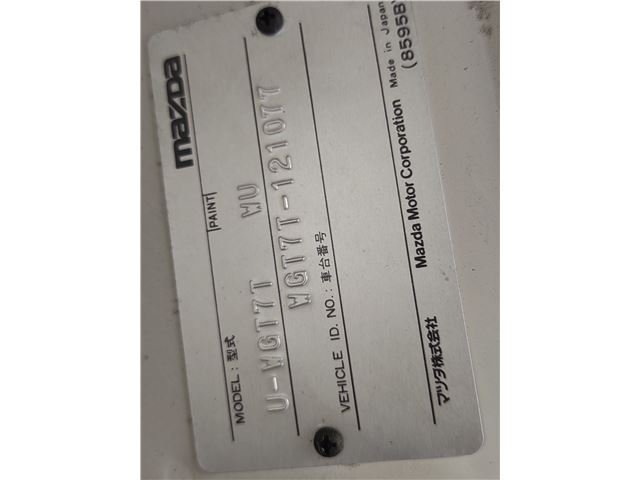 mazda
PAINT
WU
MODEL: 型式
U-WGT7T
WGT7T-121077
VEHICLE ID. NO.: 車台番号
マツダ株式会社 Mazda Motor Corporation Made in Japan
(8595B